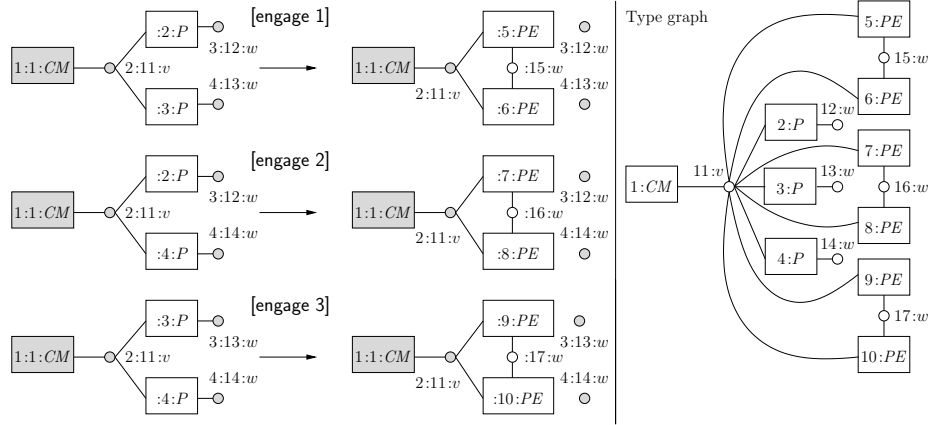 [engage 1]
:2:P
3:12:w
1:1:CM
2:11:v
4:13:w
:3:P
:5:PE
3:12:w
1:1:CM
:15:w
2:11:v
4:13:w
:6:PE
[engage 2]
:2:P
3:12:w
1:1:CM
2:11:v
4:14:w
:4:P
:7:PE
3:12:w
1:1:CM
:16:w
2:11:v
4:14:w
:8:PE
[engage 3]
:3:P
3:13:w
1:1:CM
2:11:v
4:14:w
:4:P
:9:PE
3:13:w
1:1:CM
:17:w
2:11:v
4:14:w
:10:PE
Type graph
5:PE
15:w
6:PE
12:w
2:P
7:PE
11:v
13:w
1:CM
3:P
16:w
8:PE
14:w
4:P
9:PE
17:w
10:PE